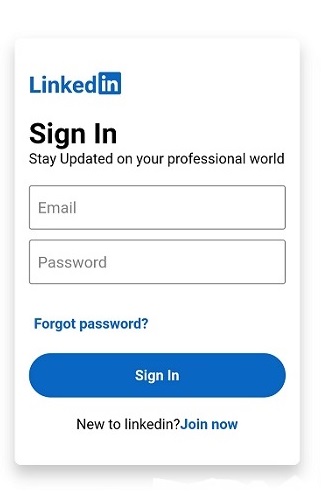 Linkedin
Sign In
Stay Updated on your professional world
Email
Password
Forgot password?
Sign In
New to linkedin?Join now